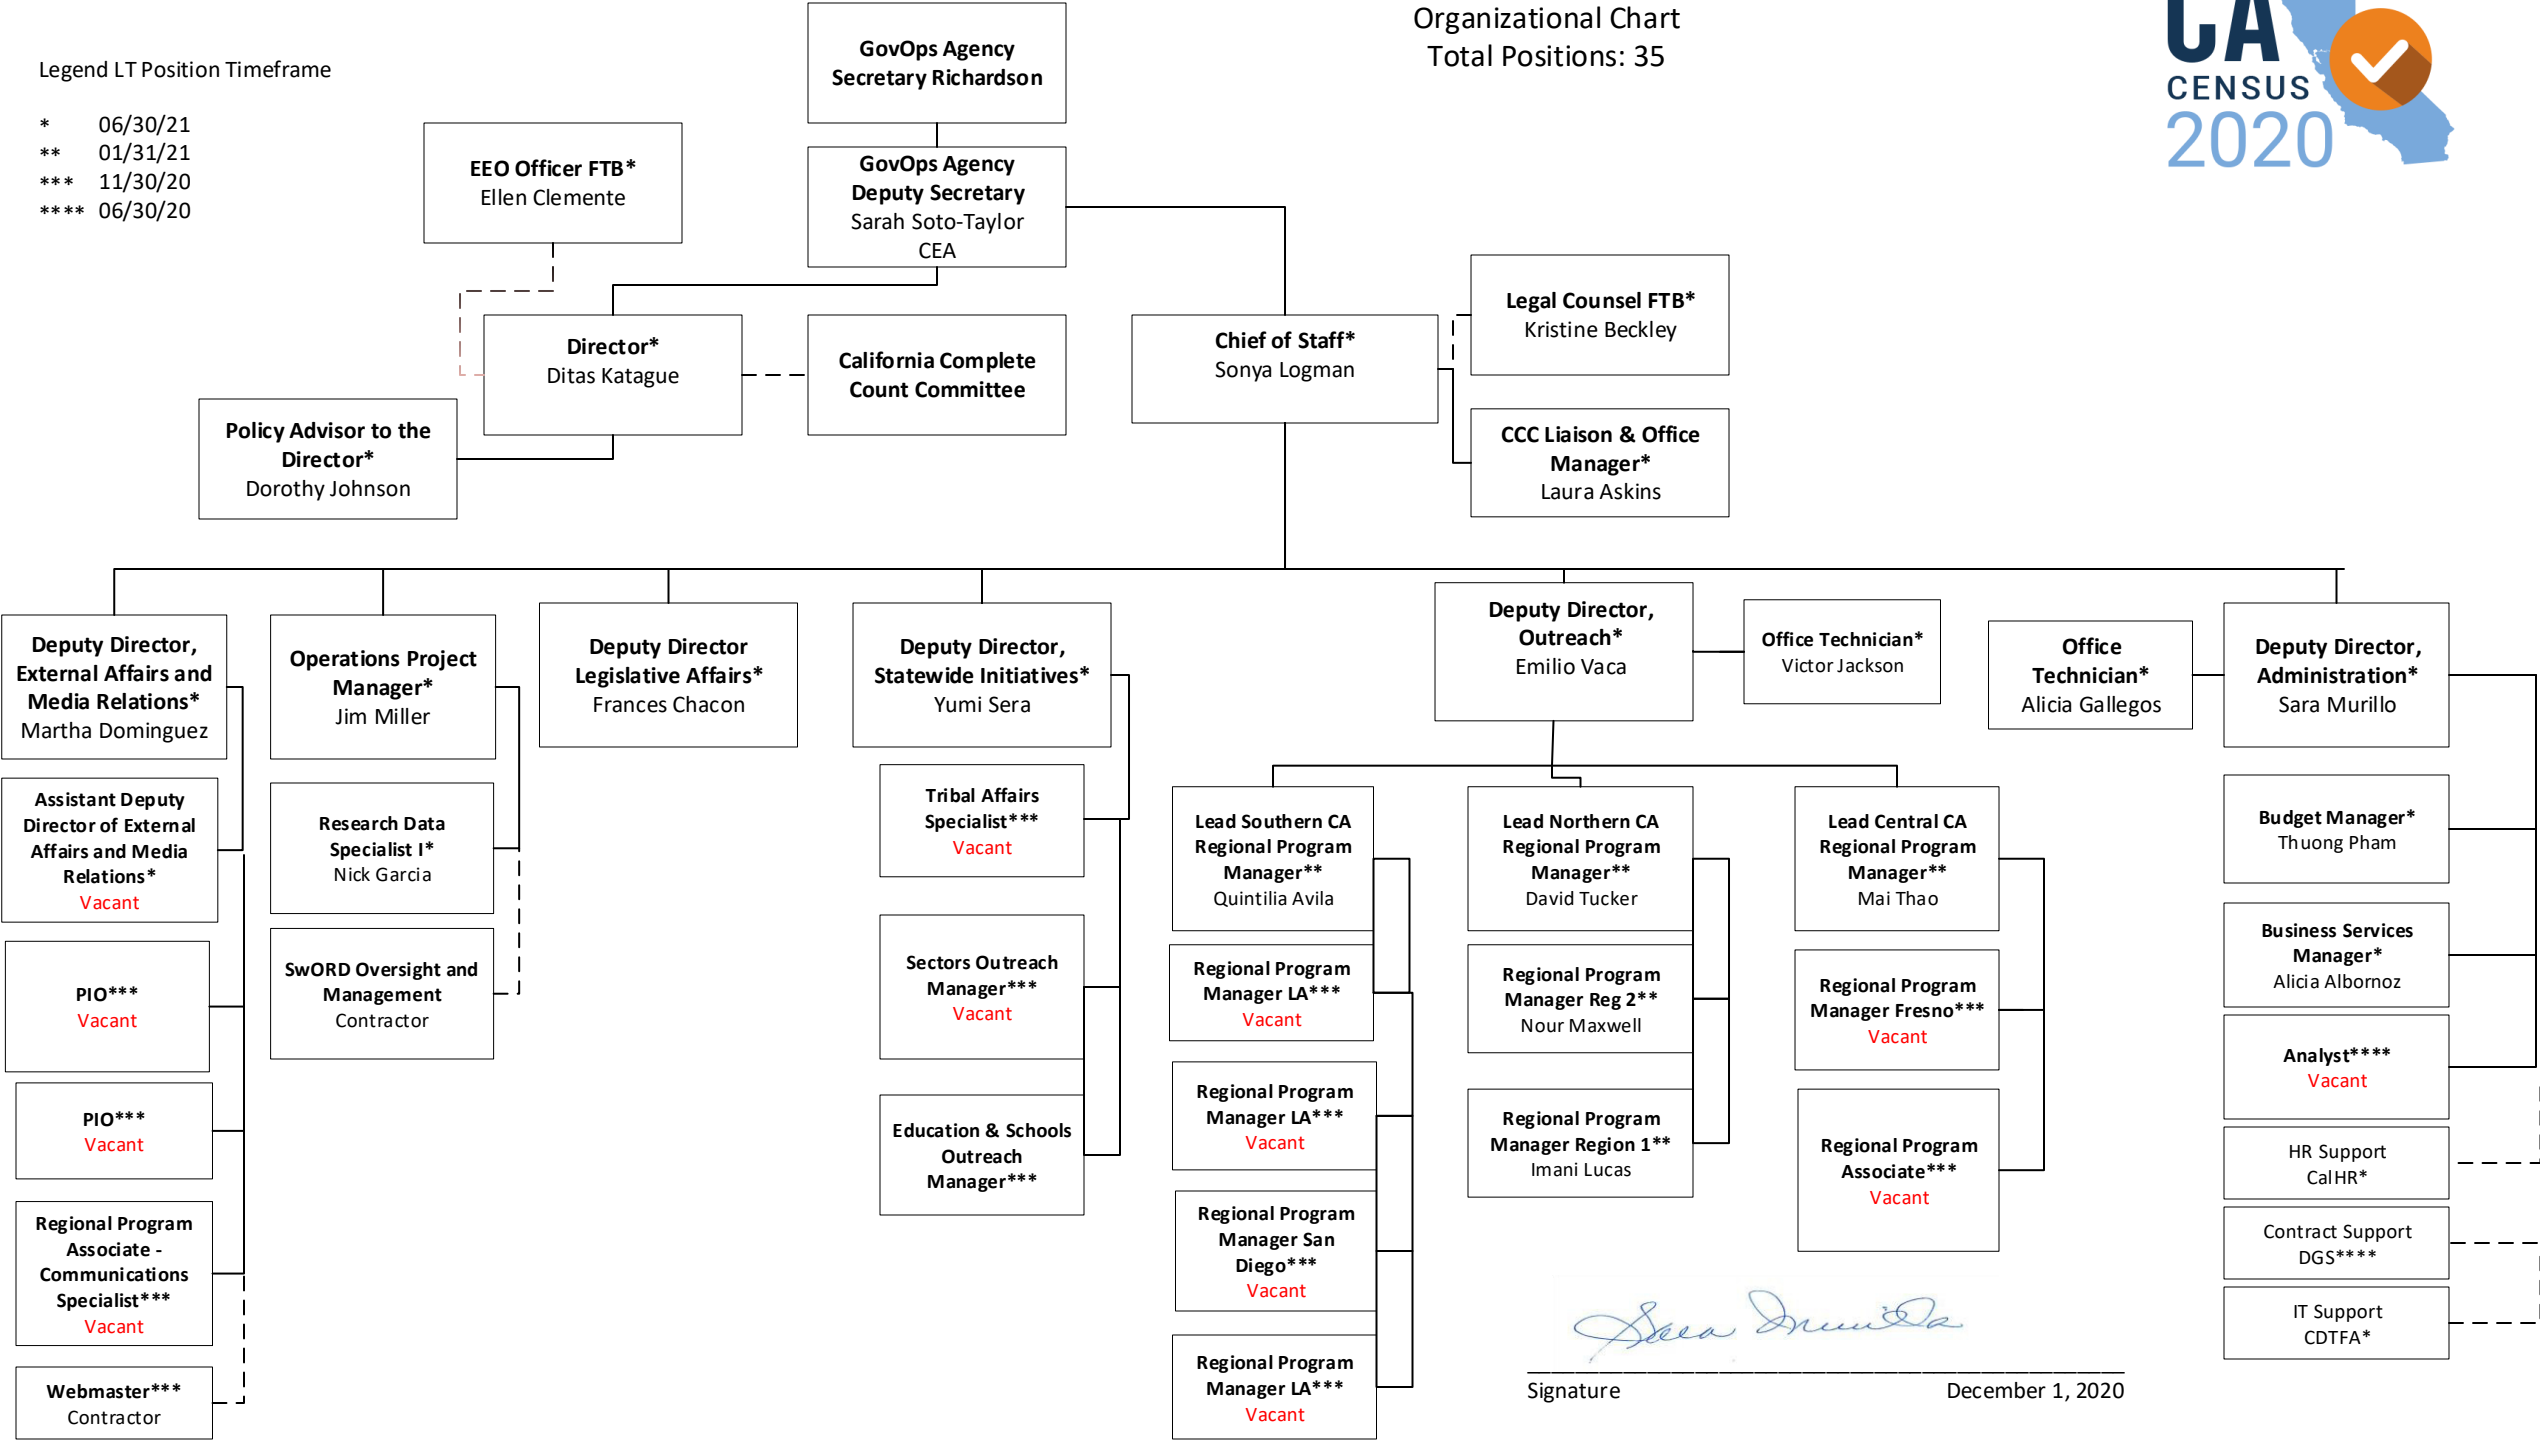 Organizational Chart
Total Positions: 35
CA
CENSUS
2020
Legend LT Position Timeframe
* 06/30/21
** 01/31/21
*** 11/30/20
**** 06/30/20
GovOps Agency
Secretary Richardson
EEO Officer FTB*
Ellen Clemente
GovOps Agency
Deputy Secretary
Sarah Soto-Taylor
CEA
Director*
Ditas Katague
California Complete
Count Committee
Chief of Staff*
Sonya Logman
Legal Counsel FTB*
Kristine Beckley
Policy Advisor to the
Director*
Dorothy Johnson
CCC Liaison & Office
Manager*
Laura Askins
Deputy Director,
External Affairs and
Media Relations*
Martha Dominguez
Operations Project
Manager*
Jim Miller
Deputy Director
Legislative Affairs*
Frances Chacon
Deputy Director,
Statewide Initiatives*
Yumi Sera
Deputy Director,
Outreach*
Emilio Vaca
Office Technician*
Victor Jackson
Office
Technician*
Alicia Gallegos
Deputy Director,
Administration*
Sara Murillo
Assistant Deputy
Director of External
Affairs and Media
Relations*
Vacant
PIO***
Vacant
PIO***
Vacant
Regional Program
Associate -
Communications
Specialist***
Vacant
Webmaster***
Contractor
Research Data
Specialist I*
Nick Garcia
SwORD Oversight and
Management
Contractor
Tribal Affairs
Specialist***
Vacant
Sectors Outreach
Manager***
Vacant
Education & Schools
Outreach
Manager***
Lead Southern CA
Regional Program
Manager**
Quintilia Avila
Regional Program
Manager LA***
Vacant
Regional Program
Manager LA***
Vacant
Regional Program
Manager San
Diego***
Vacant
Regional Program
Manager LA***
Vacant
Lead Northern CA
Regional Program
Manager**
David Tucker
Regional Program
Manager Reg 2**
Nour Maxwell
Regional Program
Manager Region 1**
Imani Lucas
Lead Central CA
Regional Program
Manager**
Mai Thao
Regional Program
Manager Fresno***
Vacant
Regional Program
Associate***
Vacant
Budget Manager*
Thuong Pham
Business Services
Manager*
Alicia Albornoz
Analyst****
Vacant
HR Support
CalHR*
Contract Support
DGS****
IT Support
CDTFA*
Sara Murillo
Signature December 1, 2020